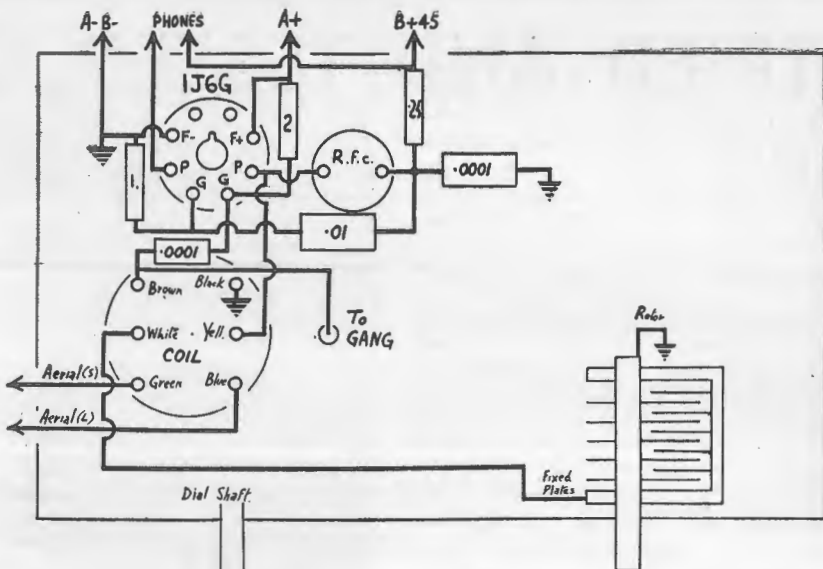 A-B- PHONES A+ B+45
1J6G
F- F+
2
.25
P P
R.f.c.
.0001
1.
G G
.01
.0001
Brown Black
White Yell.
COIL
To
GANG
Rotor
Aerial(S) Green Blue
Aerial(L)
Fixed
Plates
Dial Shaft